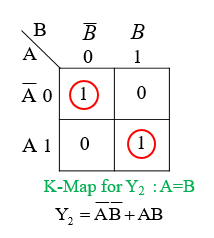 B B̅ B
A 0 1
A̅ 0 1 0
A 1 0 1
K-Map for Y₂ : A=B
Y₂ = A̅B̅ + AB